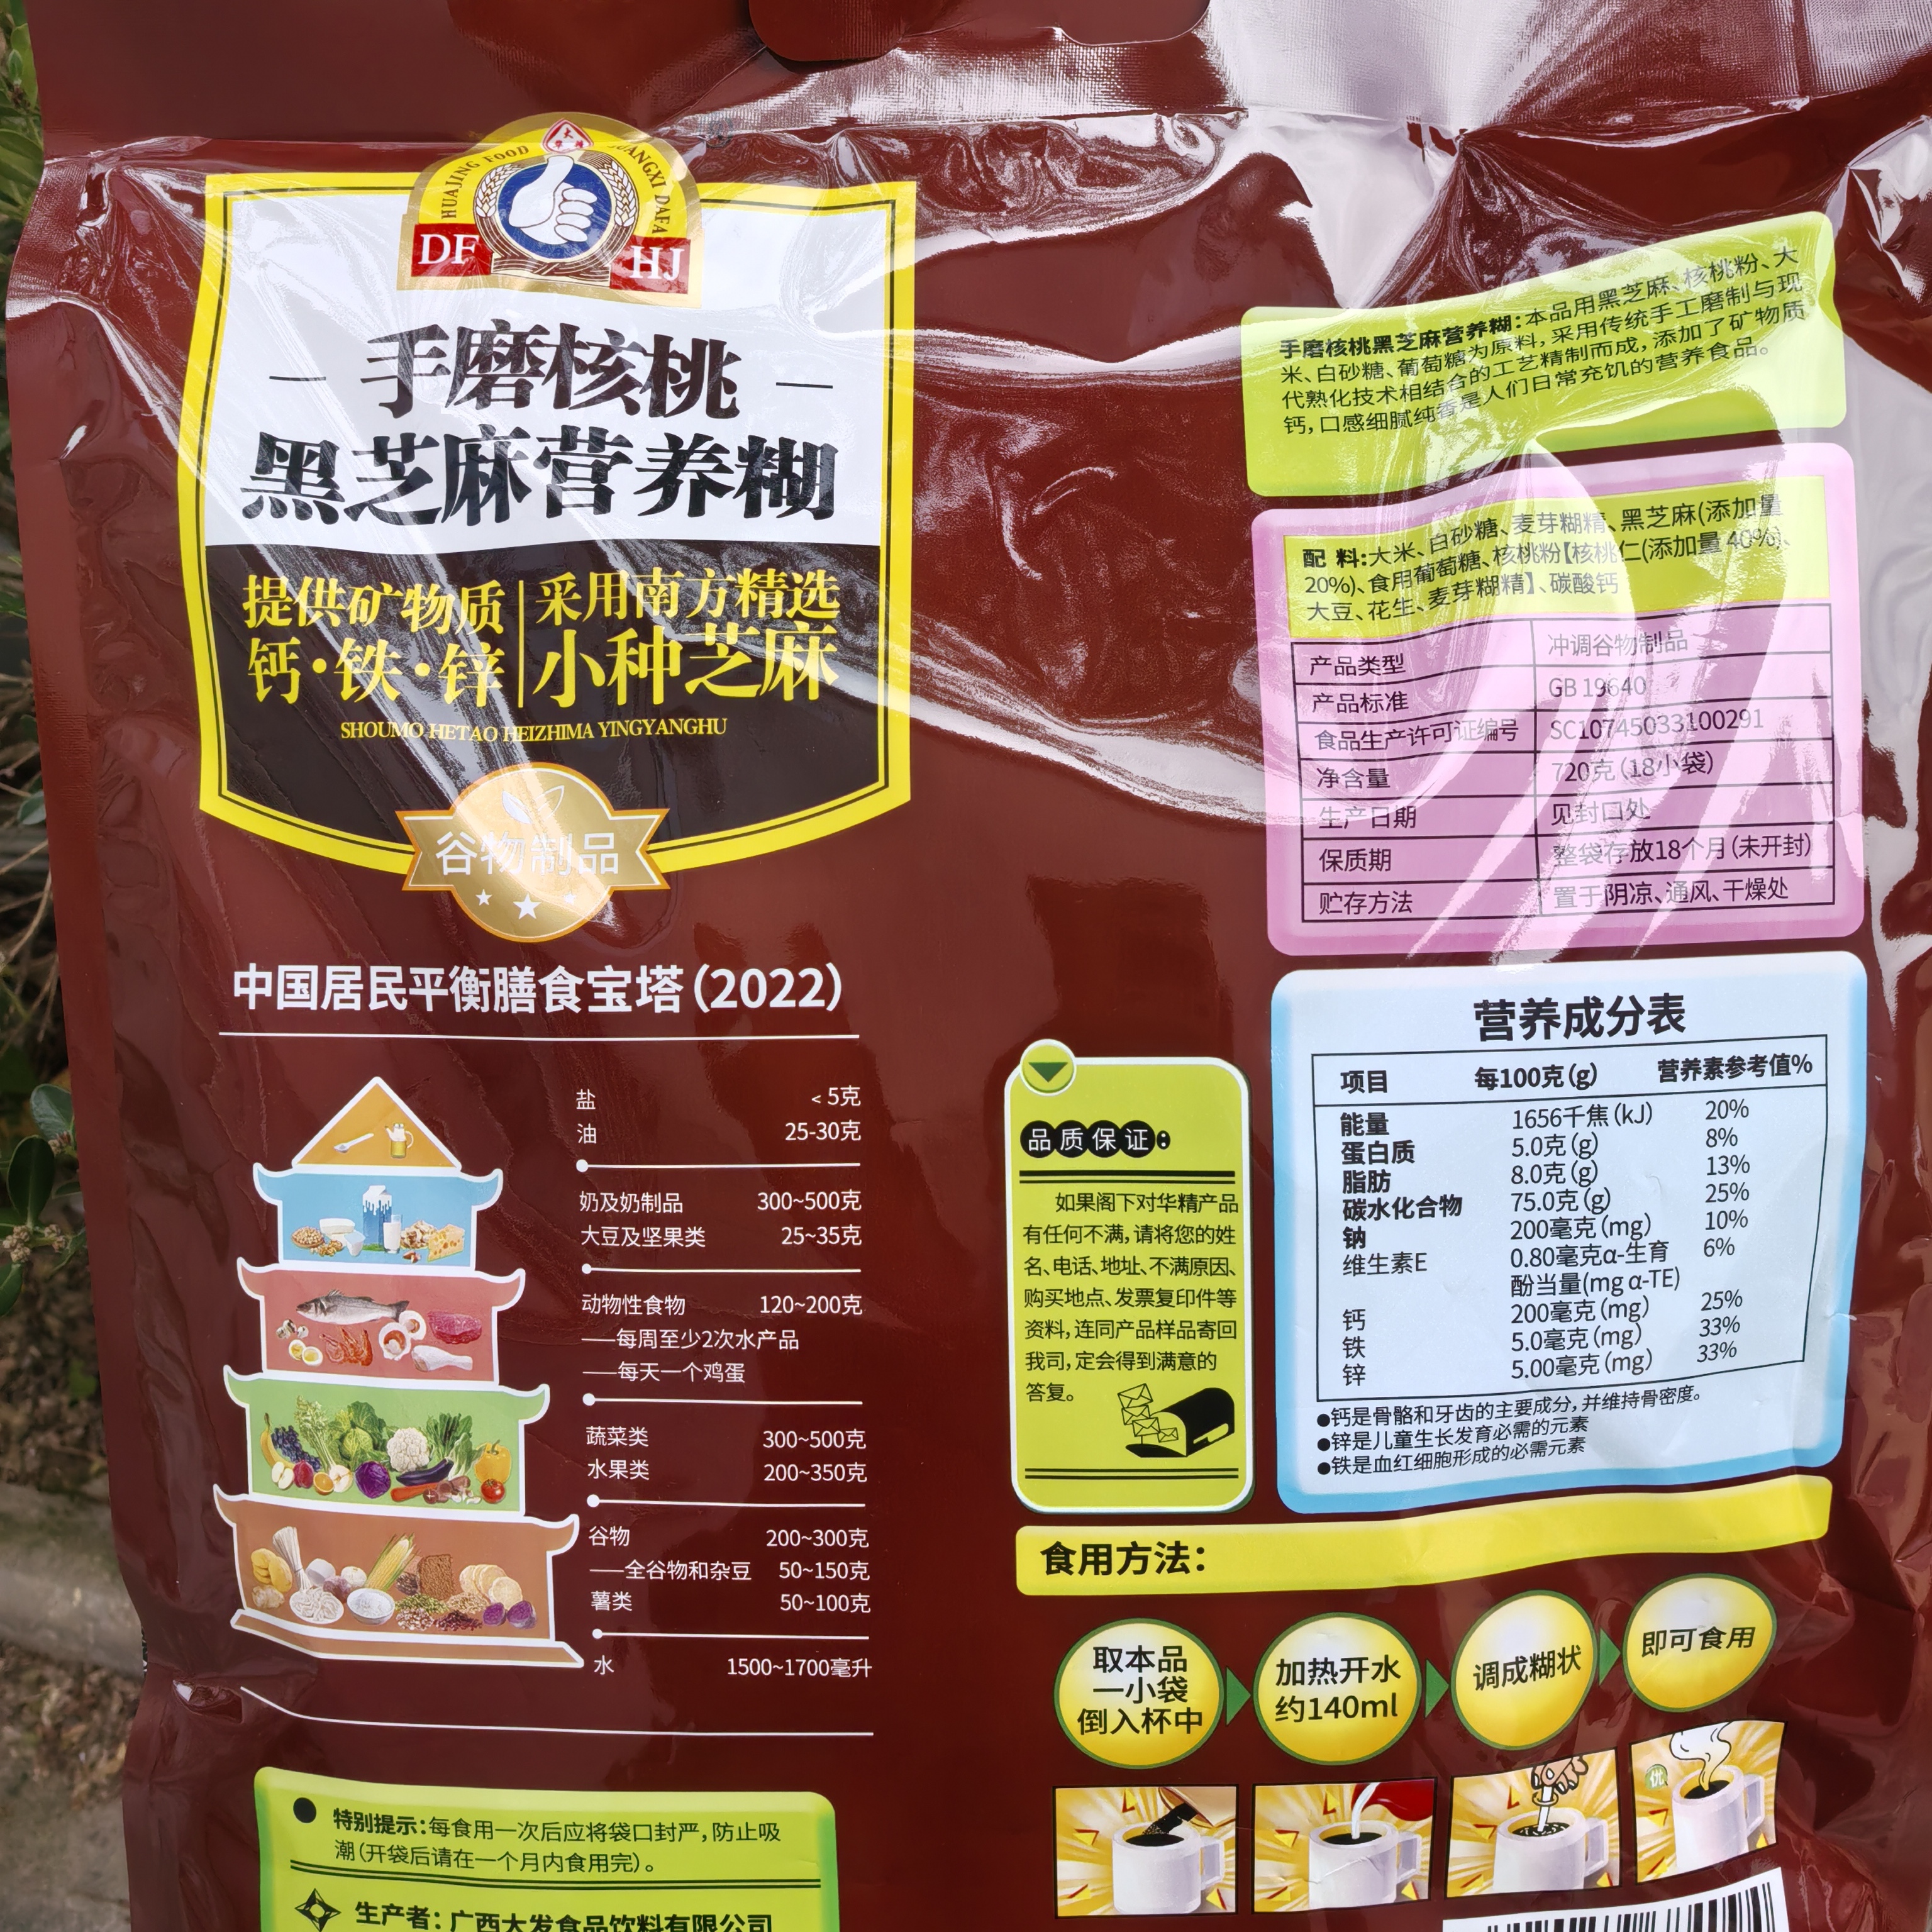 HUAJING FOOD GUANGXI DAFA
DF HJ
手磨核桃
黑芝麻营养糊
提供矿物质
钙·铁·锌
采用南方精选
小种芝麻
SHOUMO HETAO HEIZHIMA YINGYANGHU
谷物制品
中国居民平衡膳食宝塔(2022)
盐 <5克
油 25-30克
奶及奶制品 300~500克
大豆及坚果类 25~35克
动物性食物 120~200克
——每周至少2次水产品
——每天一个鸡蛋
蔬菜类 300~500克
水果类 200~350克
谷物 200~300克
——全谷物和杂豆 50~150克
薯类 50~100克
水 1500~1700毫升
特别提示:每食用一次后应将袋口封严,防止吸
潮(开袋后请在一个月内食用完)。
生产者:广西大发食品饮料有限公司
手磨核桃黑芝麻营养糊:本品用黑芝麻、核桃粉、大
米、白砂糖、葡萄糖为原料,采用传统手工磨制与现
代熟化技术相结合的工艺精制而成,添加了矿物质
钙,口感细腻纯香是人们日常充饥的营养食品。
配 料:大米、白砂糖、麦芽糊精、黑芝麻(添加量
20%)、食用葡萄糖、核桃粉【核桃仁(添加量40%)、
大豆、花生、麦芽糊精】、碳酸钙
产品类型 冲调谷物制品
产品标准 GB 19640
食品生产许可证编号 SC10745033100291
净含量 720克(18小袋)
生产日期 见封口处
保质期 整袋存放18个月(未开封)
贮存方法 置于阴凉、通风、干燥处
品质保证:
如果阁下对华精产品
有任何不满,请将您的姓
名、电话、地址、不满原因、
购买地点、发票复印件等
资料,连同产品样品寄回
我司,定会得到满意的
答复。
营养成分表
项目 每100克(g) 营养素参考值%
能量 1656千焦(kJ) 20%
蛋白质 5.0克(g) 8%
脂肪 8.0克(g) 13%
碳水化合物 75.0克(g) 25%
钠 200毫克(mg) 10%
维生素E 0.80毫克α-生育 6%
酚当量(mg α-TE)
钙 200毫克(mg) 25%
铁 5.0毫克(mg) 33%
锌 5.00毫克(mg) 33%
●钙是骨骼和牙齿的主要成分,并维持骨密度。
●锌是儿童生长发育必需的元素
●铁是血红细胞形成的必需元素
食用方法:
取本品
一小袋
倒入杯中
加热开水
约140ml
调成糊状
即可食用
优